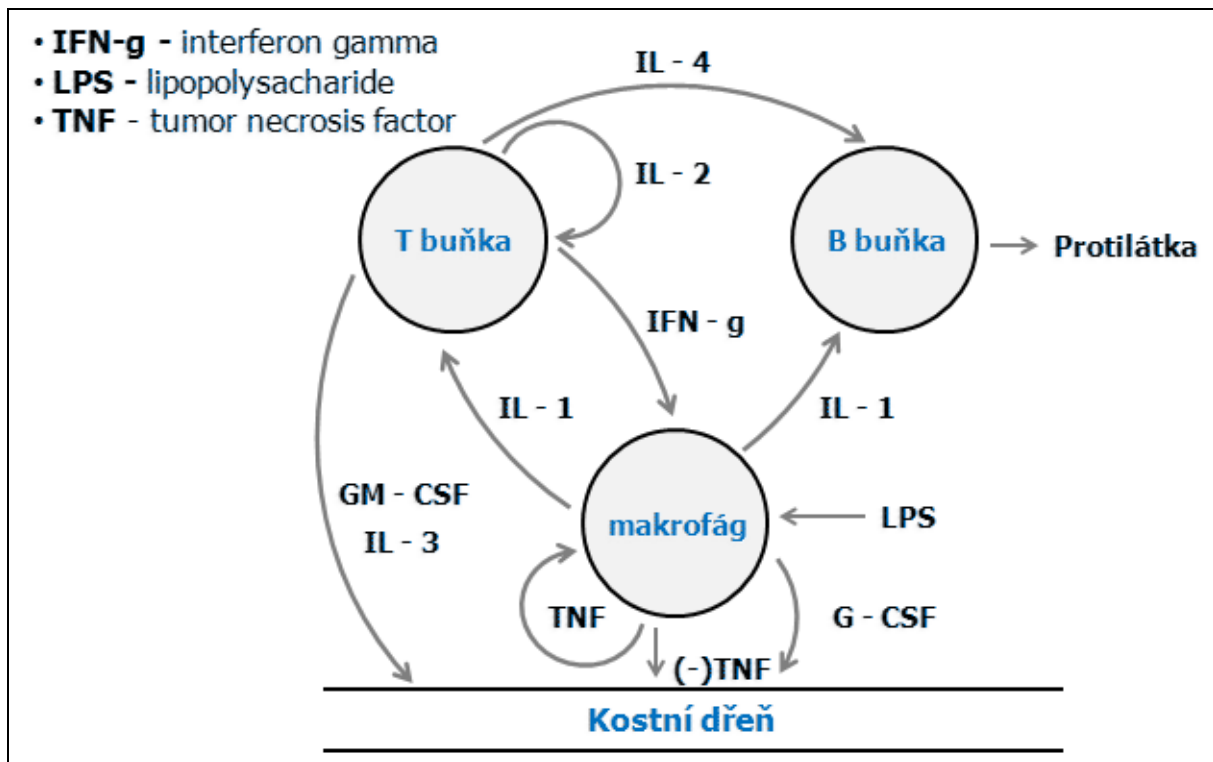 • IFN-g - interferon gamma
• LPS - lipopolysacharide
• TNF - tumor necrosis factor
IL - 4
IL - 2
T buňka
B buňka
Protilátka
IFN - g
IL - 1
IL - 1
GM - CSF
IL - 3
makrofág
LPS
TNF
G - CSF
(-)TNF
Kostní dřeň